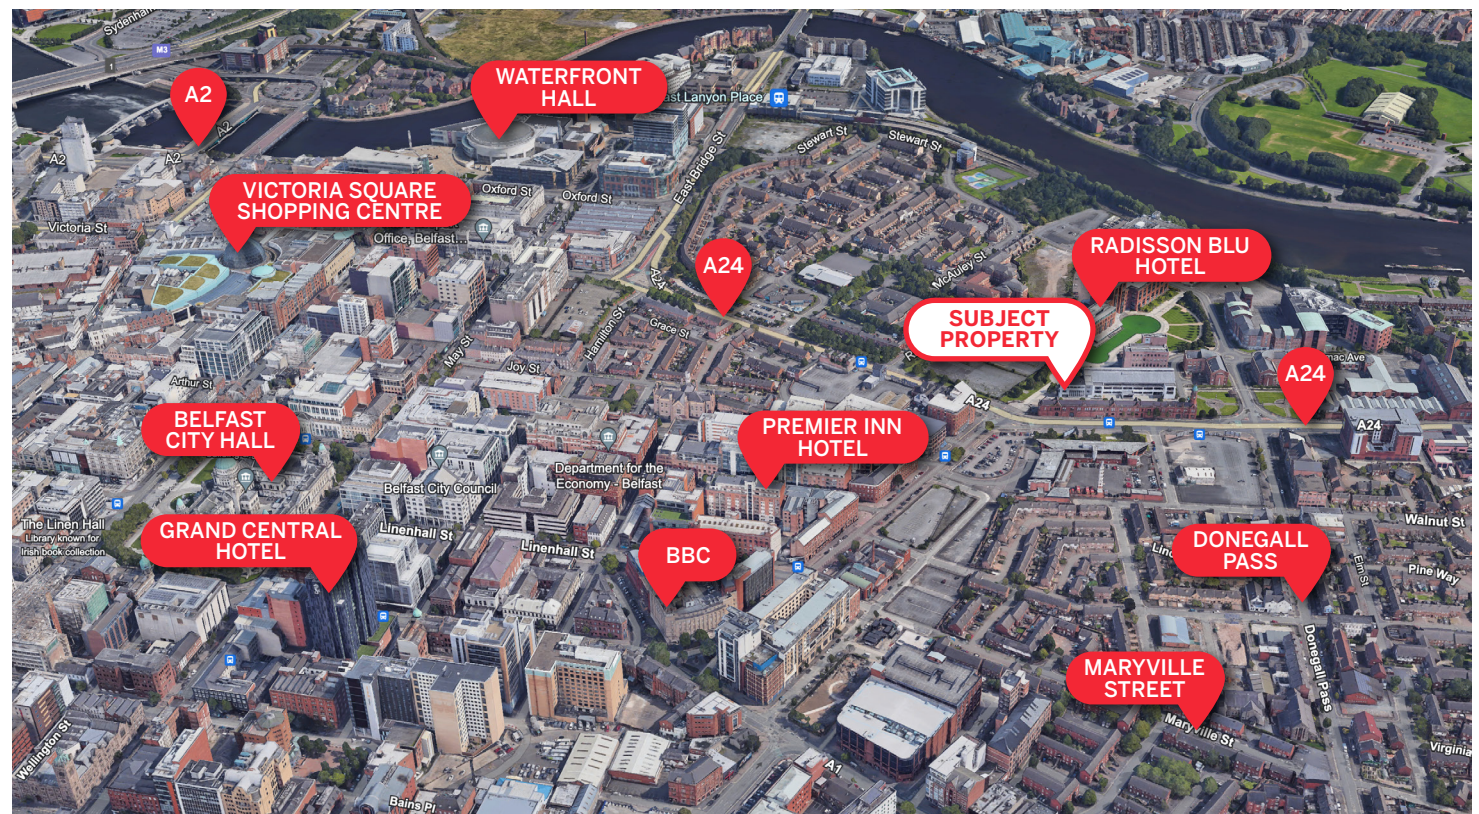 Sydenham
M3
1
A2
WATERFRONT
HALL
East Lanyon Place
A2
A2
A2
Stewart St
Stewart St
East Bridge St
VICTORIA SQUARE
SHOPPING CENTRE
Oxford St
Oxford St
Victoria St
Office, Belfast...
RADISSON BLU
HOTEL
A24
A24
McAuley St
SUBJECT
PROPERTY
Hamilton St
Grace St
May St
Joy St
Arthur St
A24
A24
A24
BELFAST
CITY HALL
PREMIER INN
HOTEL
Department for the
Economy - Belfast
Belfast City Council
The Linen Hall
Library known for
Irish book collection
GRAND CENTRAL
HOTEL
Linenhall St
Linenhall St
BBC
Walnut St
DONEGALL
PASS
Elm St
Pine Way
Donegall Pass
MARYVILLE
STREET
Maryville St
Virginia
Wellington St
A1
Bains Pl